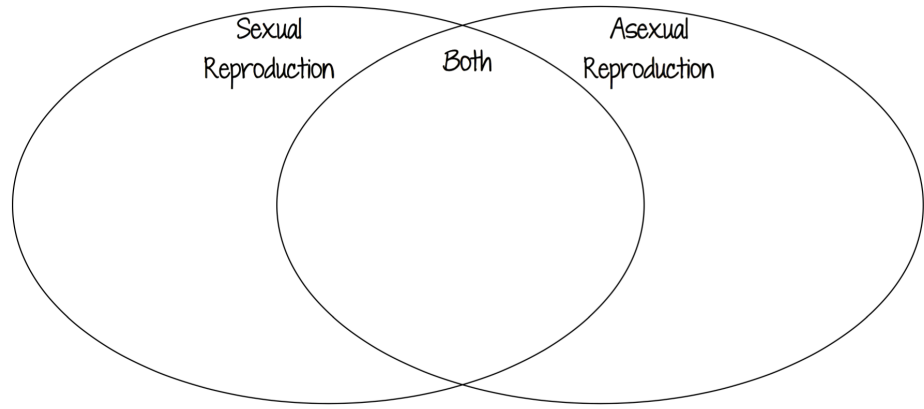 Sexual
Reproduction
Both
Asexual
Reproduction